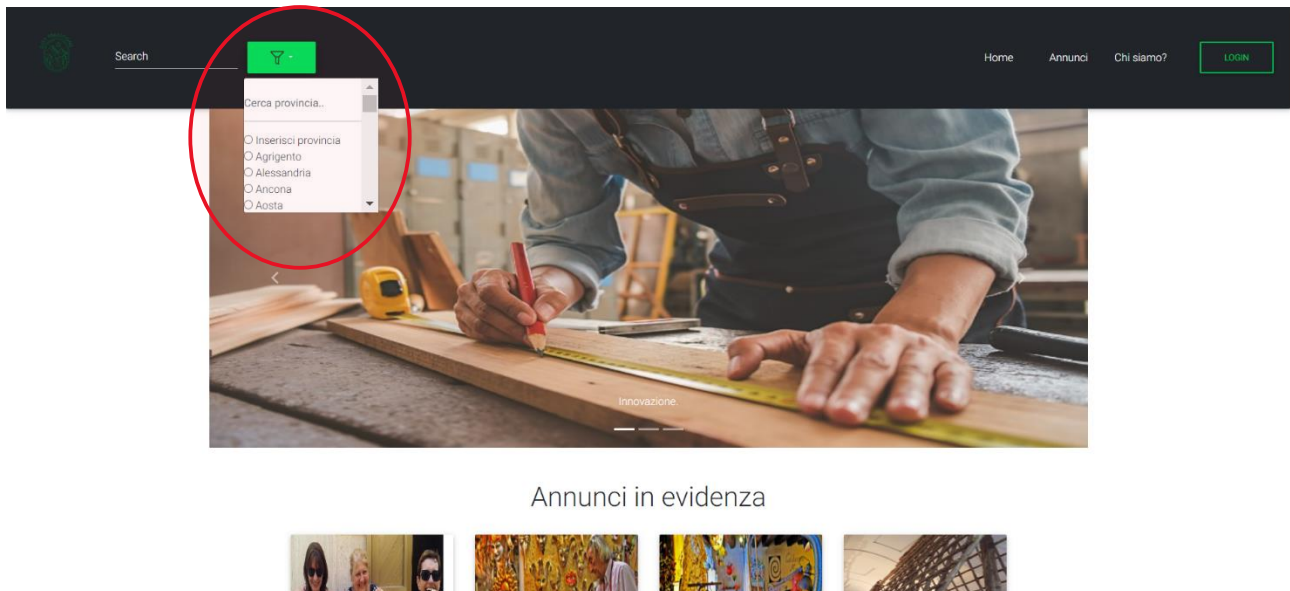 Search
Home
Annunci
Chi siamo?
LOGIN
Cerca provincia..
Inserisci provincia
Agrigento
Alessandria
Ancona
Aosta
Innovazione.
Annunci in evidenza